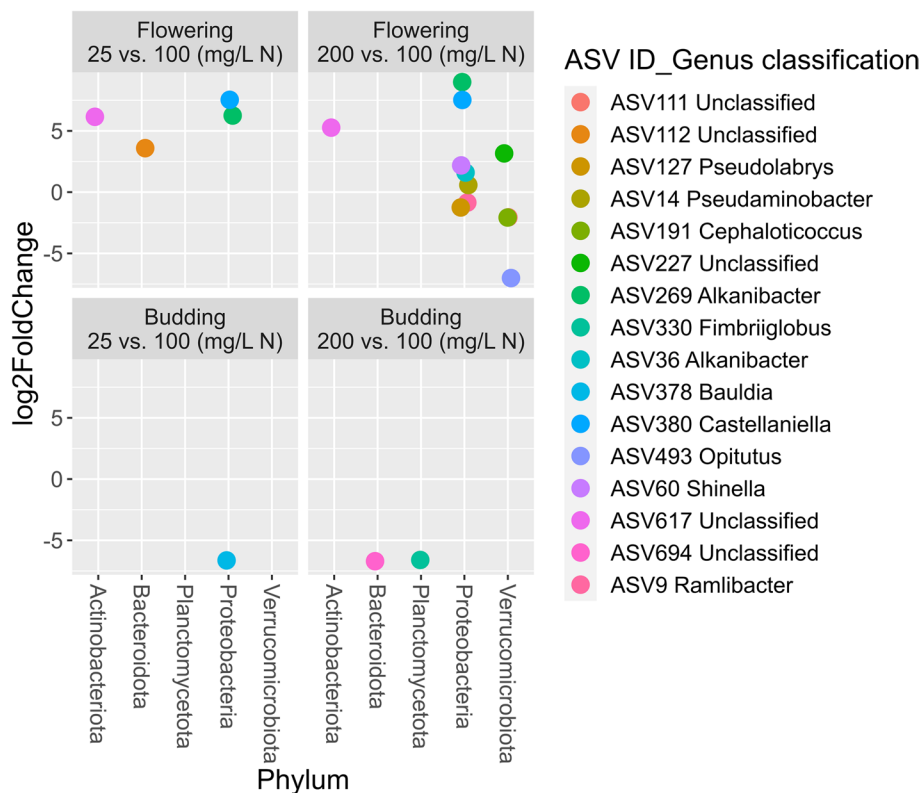 Flowering
25 vs. 100 (mg/L N)
Flowering
200 vs. 100 (mg/L N)
5
0
-5
Budding
25 vs. 100 (mg/L N)
Budding
200 vs. 100 (mg/L N)
5
0
-5
log2FoldChange
Actinobacteriota
Bacteroidota
Planctomycetota
Proteobacteria
Verrucomicrobiota
Actinobacteriota
Bacteroidota
Planctomycetota
Proteobacteria
Verrucomicrobiota
Phylum
ASV ID_Genus classification
ASV111 Unclassified
ASV112 Unclassified
ASV127 Pseudolabrys
ASV14 Pseudaminobacter
ASV191 Cephaloticoccus
ASV227 Unclassified
ASV269 Alkanibacter
ASV330 Fimbriiglobus
ASV36 Alkanibacter
ASV378 Bauldia
ASV380 Castellaniella
ASV493 Opitutus
ASV60 Shinella
ASV617 Unclassified
ASV694 Unclassified
ASV9 Ramlibacter